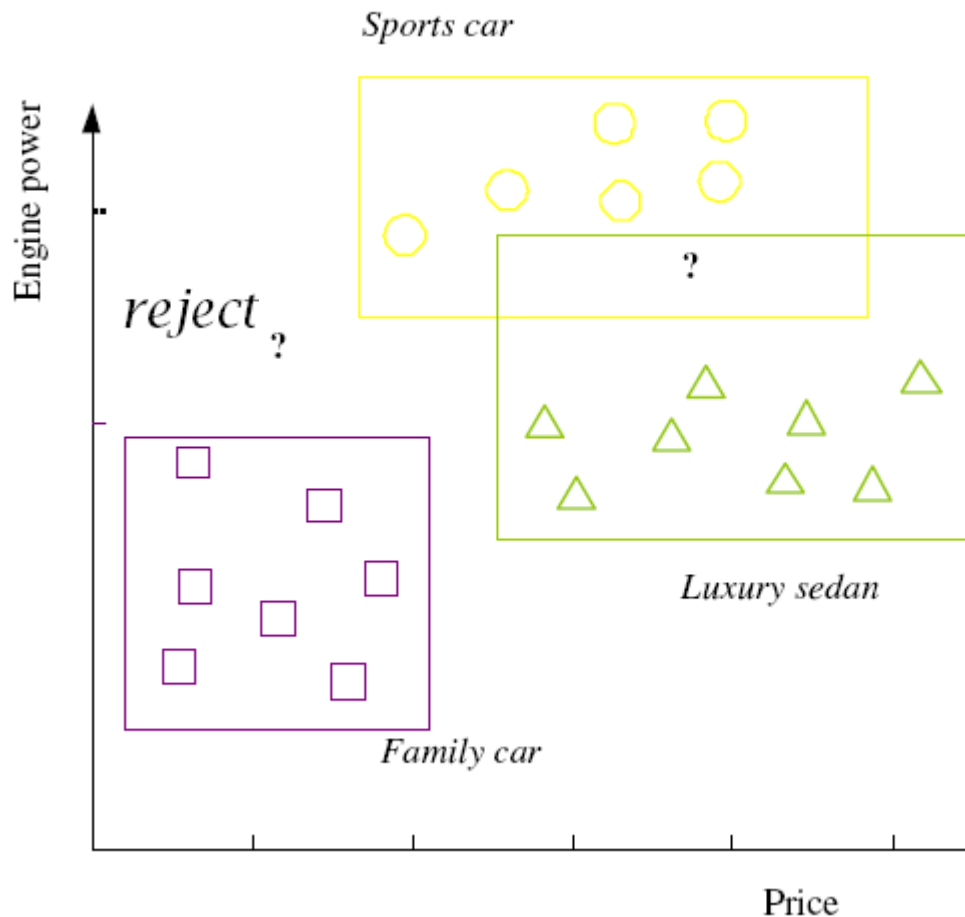 Sports car
Engine power
?
reject
?
Luxury sedan
Family car
Price